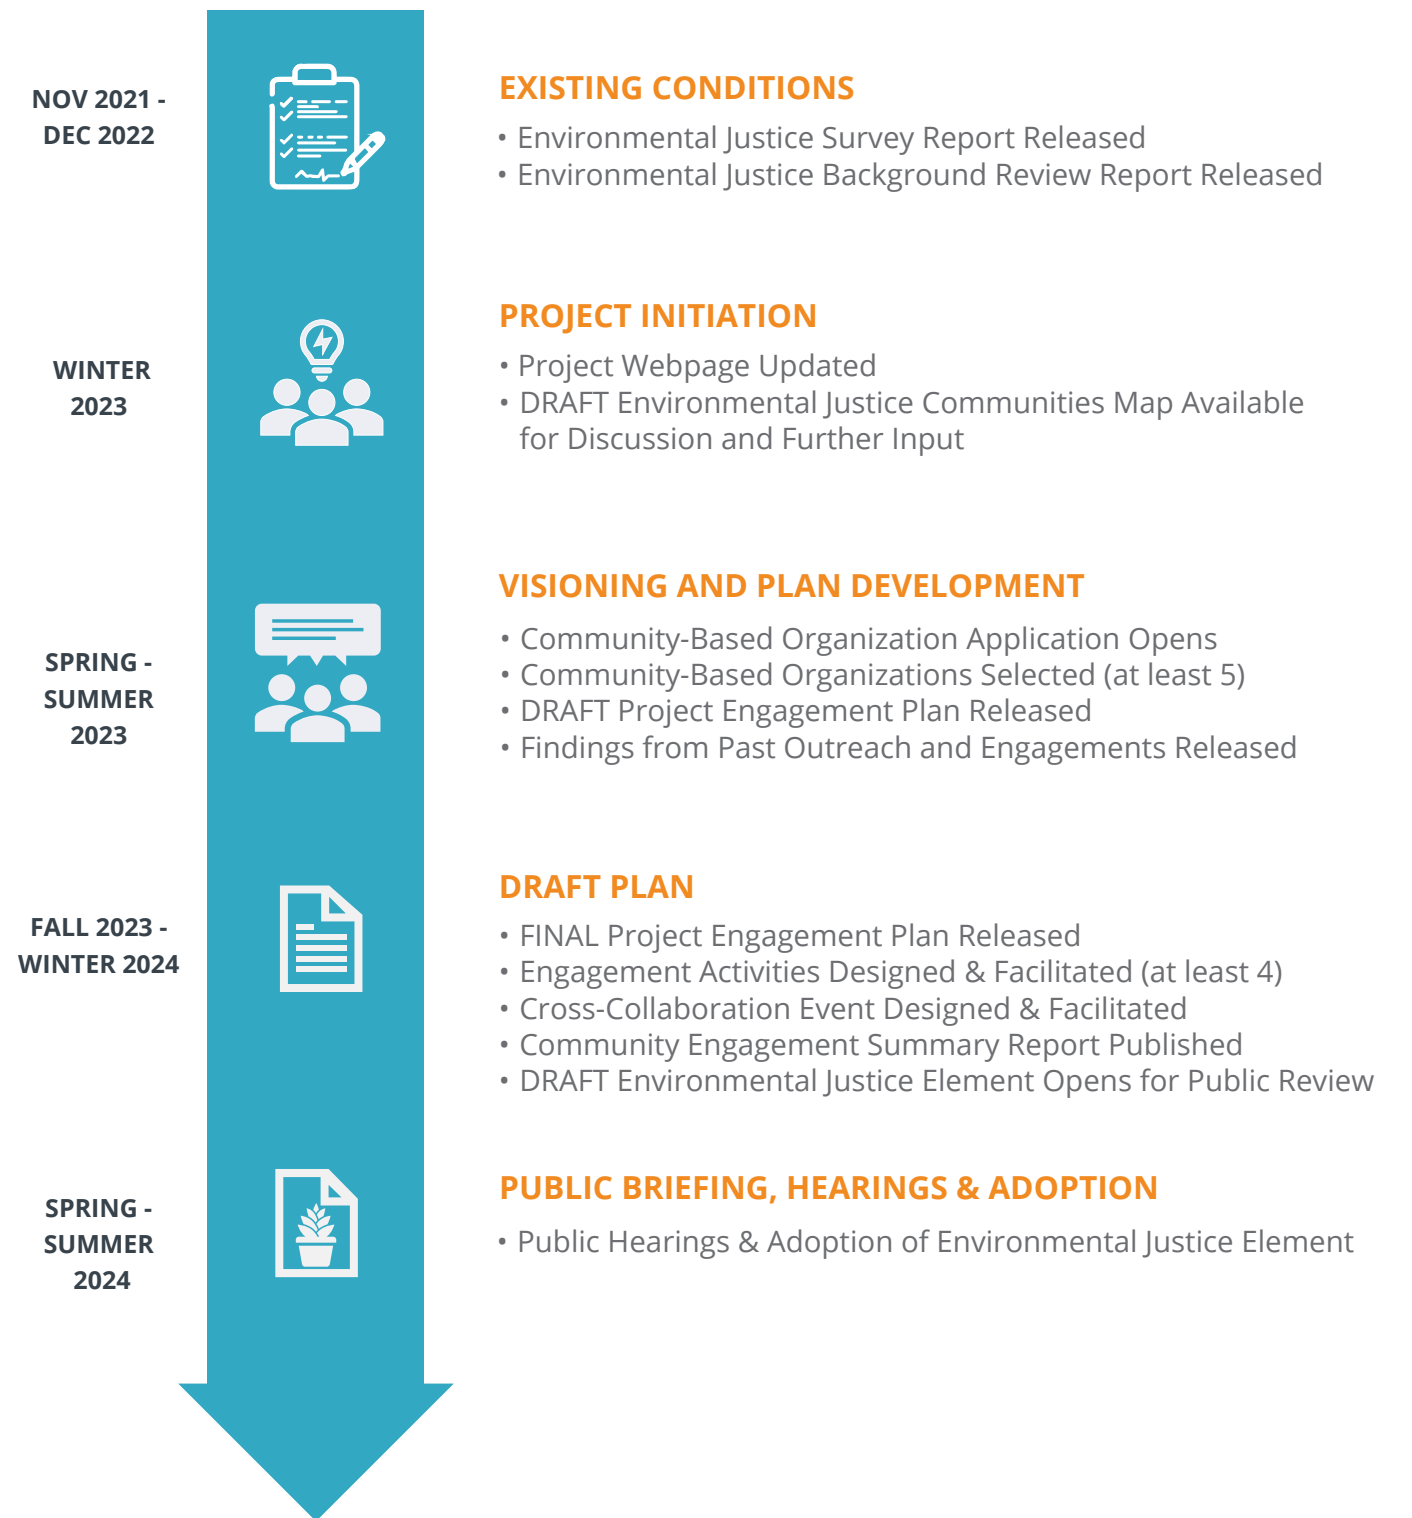 NOV 2021 -
DEC 2022
EXISTING CONDITIONS
• Environmental Justice Survey Report Released
• Environmental Justice Background Review Report Released
WINTER
2023
PROJECT INITIATION
• Project Webpage Updated
• DRAFT Environmental Justice Communities Map Available
for Discussion and Further Input
SPRING -
SUMMER
2023
VISIONING AND PLAN DEVELOPMENT
• Community-Based Organization Application Opens
• Community-Based Organizations Selected (at least 5)
• DRAFT Project Engagement Plan Released
• Findings from Past Outreach and Engagements Released
FALL 2023 -
WINTER 2024
DRAFT PLAN
• FINAL Project Engagement Plan Released
• Engagement Activities Designed & Facilitated (at least 4)
• Cross-Collaboration Event Designed & Facilitated
• Community Engagement Summary Report Published
• DRAFT Environmental Justice Element Opens for Public Review
SPRING -
SUMMER
2024
PUBLIC BRIEFING, HEARINGS & ADOPTION
• Public Hearings & Adoption of Environmental Justice Element